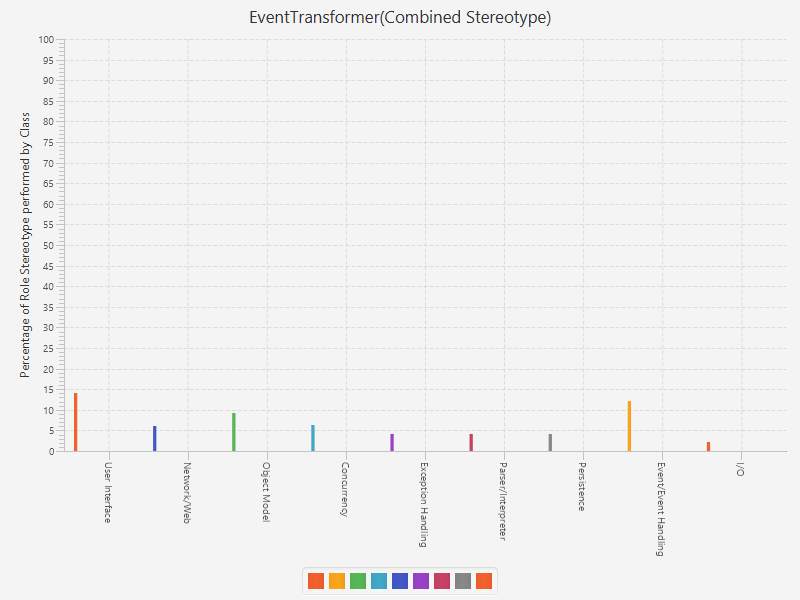 EventTransformer(Combined Stereotype)
Percentage of Role Stereotype performed by Class
100
95
90
85
80
75
70
65
60
55
50
45
40
35
30
25
20
15
10
5
0
User Interface
Network/Web
Object Model
Concurrency
Exception Handling
Parser/Interpreter
Persistence
Event/Event Handling
I/O